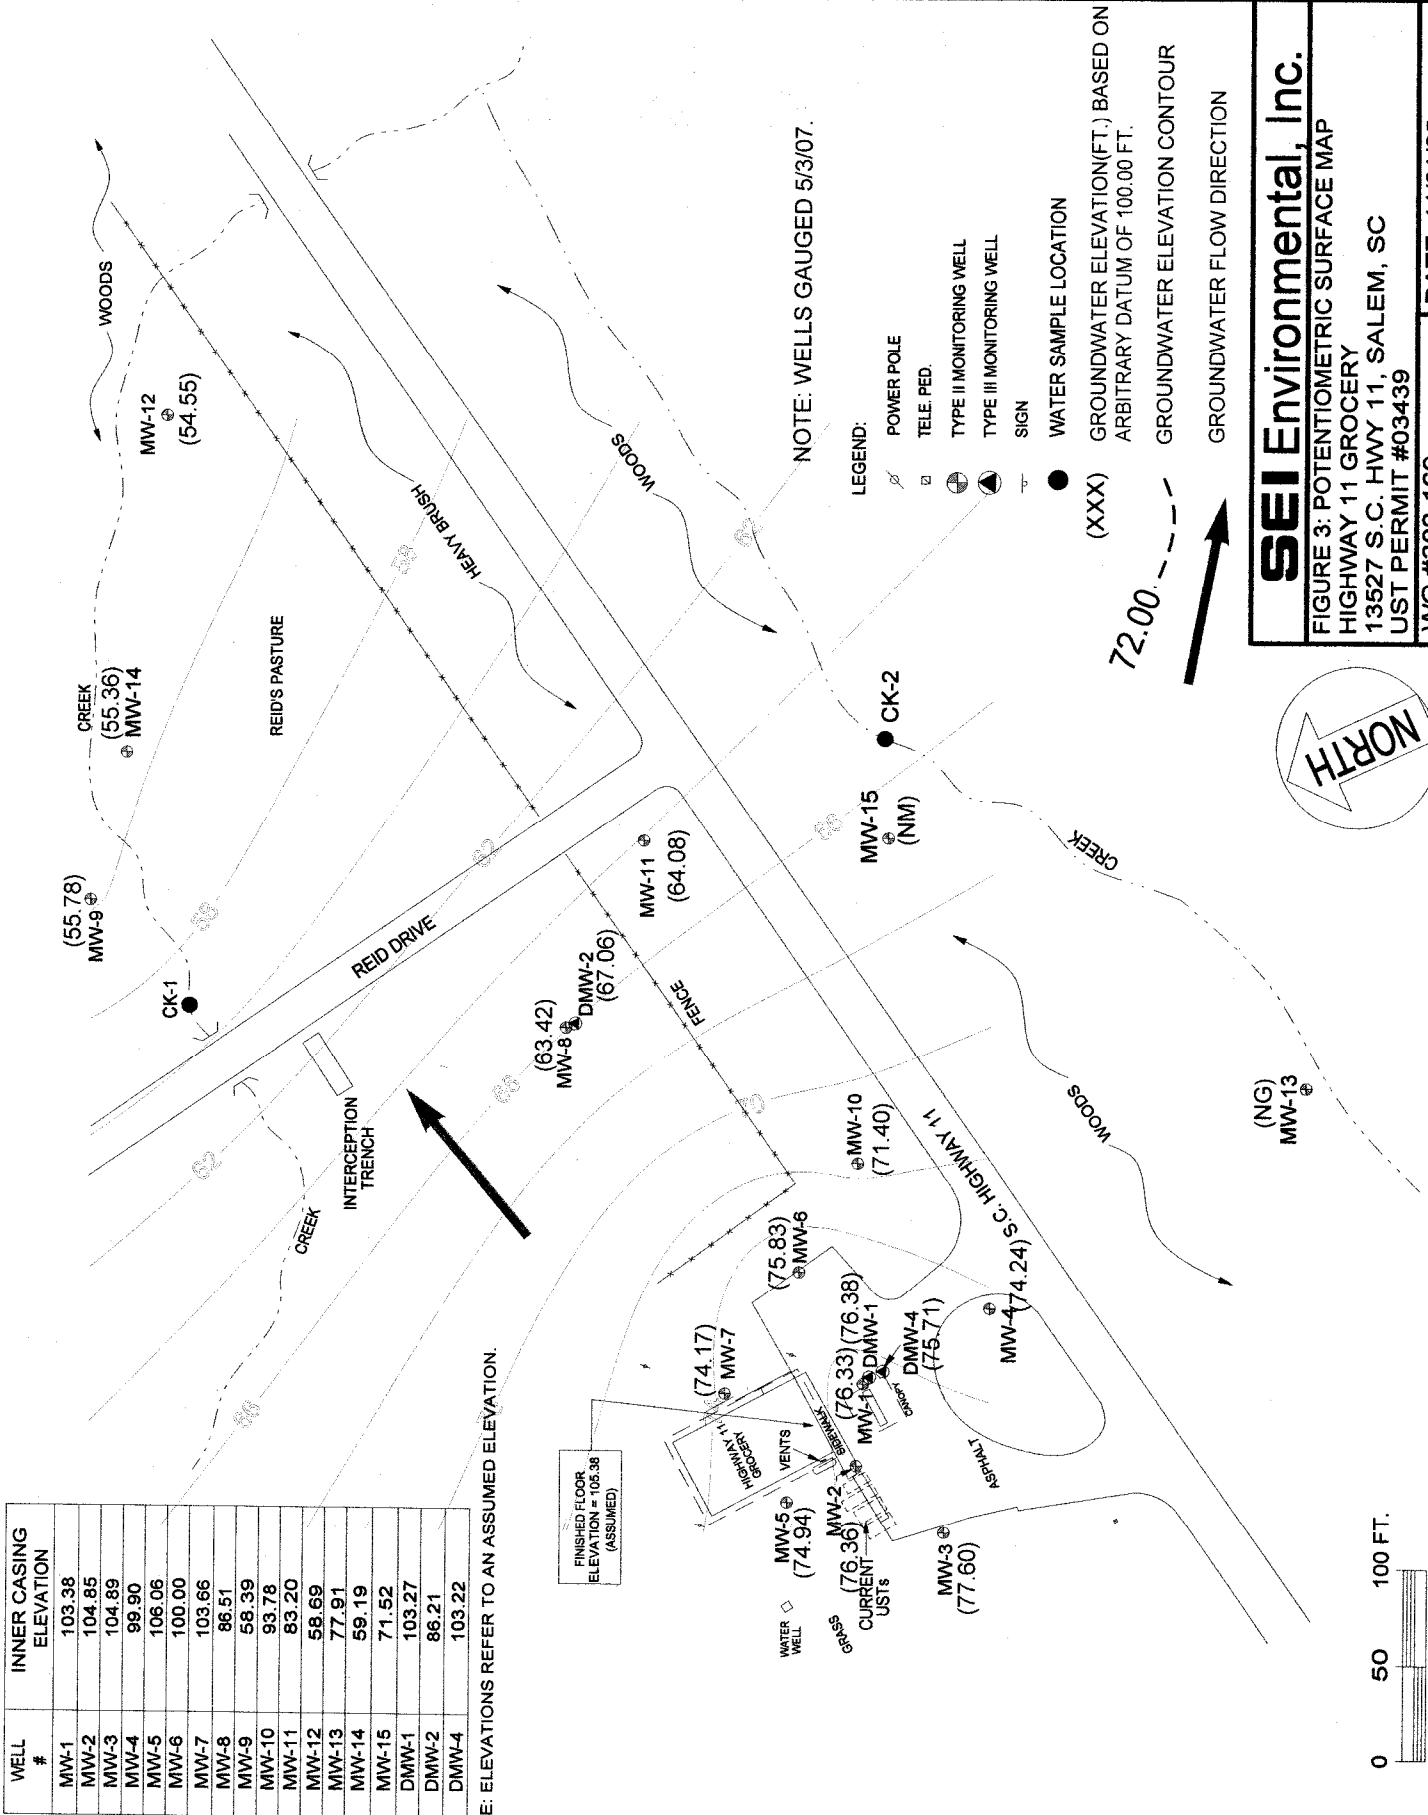 WELL # INNER CASING ELEVATION
MW-1 103.38
MW-2 104.85
MW-3 104.89
MW-4 99.90
MW-5 106.06
MW-6 100.00
MW-7 103.66
MW-8 86.51
MW-9 58.39
MW-10 93.78
MW-11 83.20
MW-12 58.69
MW-13 77.91
MW-14 59.19
MW-15 71.52
DMW-1 103.27
DMW-2 86.21
DMW-4 103.22
E: ELEVATIONS REFER TO AN ASSUMED ELEVATION.
WOODS
MW-12
(54.55)
CREEK
(55.36)
MW-14
REID'S PASTURE
HEAVY BRUSH
58
(55.78)
MW-9
CK-1
58
REID DRIVE
62
62
WOODS
MW-11
(64.08)
(63.42)
MW-8
DMW-2
(67.06)
FENCE
66
62
INTERCEPTION
TRENCH
CREEK
66
66
70
MW-15
(NM)
CK-2
CREEK
MW-10
(71.40)
S.C. HIGHWAY 11
WOODS
(NG)
MW-13
(75.83)
MW-6
(74.17)
MW-7
(76.33)
MW-1
(76.38)
DMW-1
DMW-4
(75.71)
CANOPY
MW-4
(74.24)
HIGHWAY 11
GROCERY
SIDEWALK
VENTS
FINISHED FLOOR
ELEVATION = 105.38
(ASSUMED)
MW-5
(74.94)
MW-2
(76.36)
CURRENT
USTs
WATER
WELL
GRASS
ASPHALT
MW-3
(77.60)
0 50 100 FT.
NOTE: WELLS GAUGED 5/3/07.
LEGEND:
POWER POLE
TELE. PED.
TYPE II MONITORING WELL
TYPE III MONITORING WELL
SIGN
WATER SAMPLE LOCATION
(XXX) GROUNDWATER ELEVATION(FT.) BASED ON
ARBITRARY DATUM OF 100.00 FT.
72.00 GROUNDWATER ELEVATION CONTOUR
GROUNDWATER FLOW DIRECTION
NORTH
SEI Environmental, Inc.
FIGURE 3: POTENTIOMETRIC SURFACE MAP
HIGHWAY 11 GROCERY
13527 S.C. HWY 11, SALEM, SC
UST PERMIT #03439